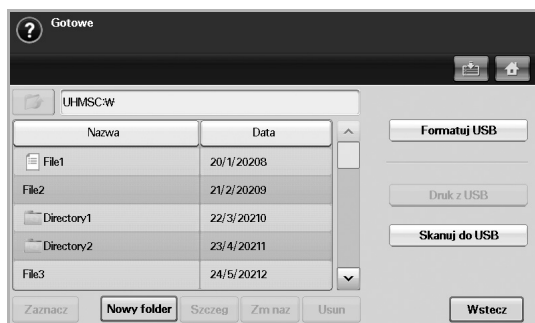 Gotowe
UHMSC:\
Nazwa Data
File1 20/1/20208
File2 21/2/20209
Directory1 22/3/20210
Directory2 23/4/20211
File3 24/5/20212
Formatuj USB
Druk z USB
Skanuj do USB
Zaznacz Nowy folder Szczeg Zm naz Usun Wstecz